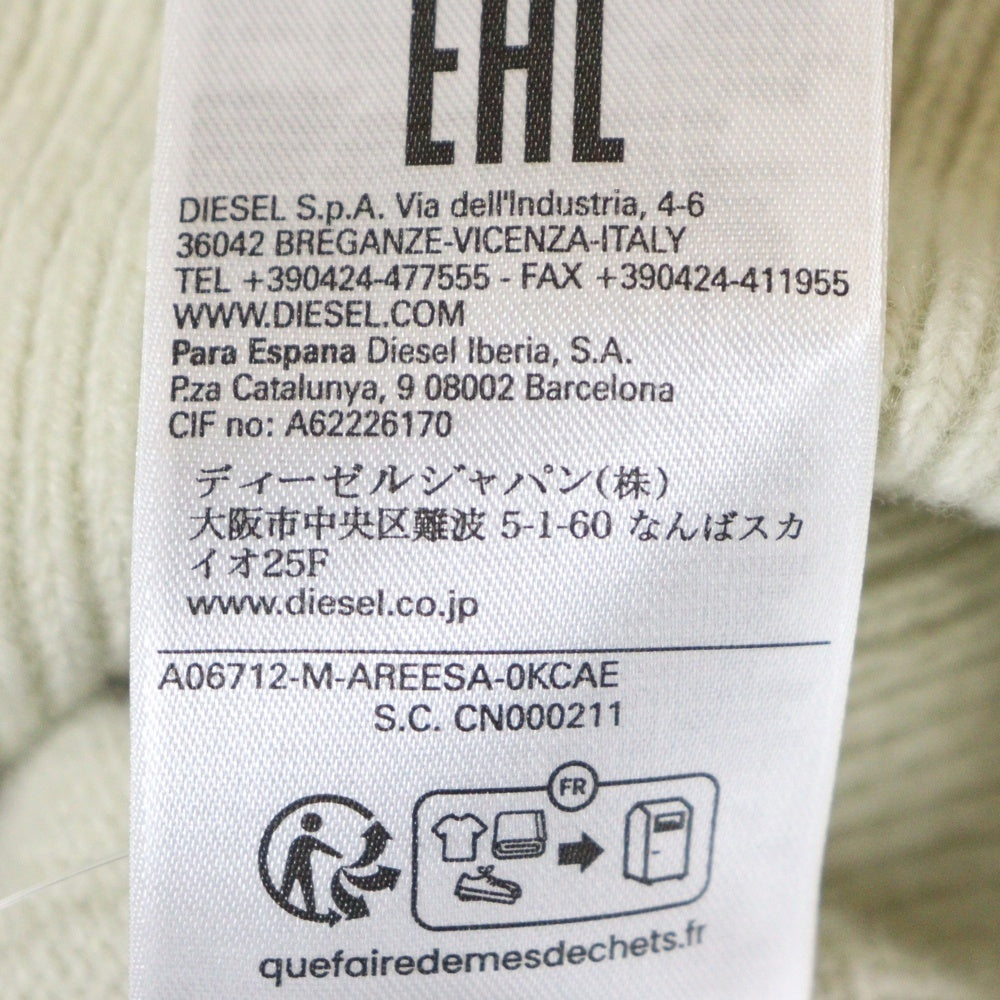 EAC
DIESEL S.p.A. Via dell'Industria, 4-6
36042 BREGANZE-VICENZA-ITALY
TEL +390424-477555 - FAX +390424-411955
WWW.DIESEL.COM
Para Espana Diesel Iberia, S.A.
P.za Catalunya, 9 08002 Barcelona
CIF no: A62226170
ディーゼルジャパン(株)
大阪市中央区難波 5-1-60 なんばスカ
イオ25F
www.diesel.co.jp
A06712-M-AREESA-0KCAE
S.C. CN000211
FR
quefairedemesdechets.fr